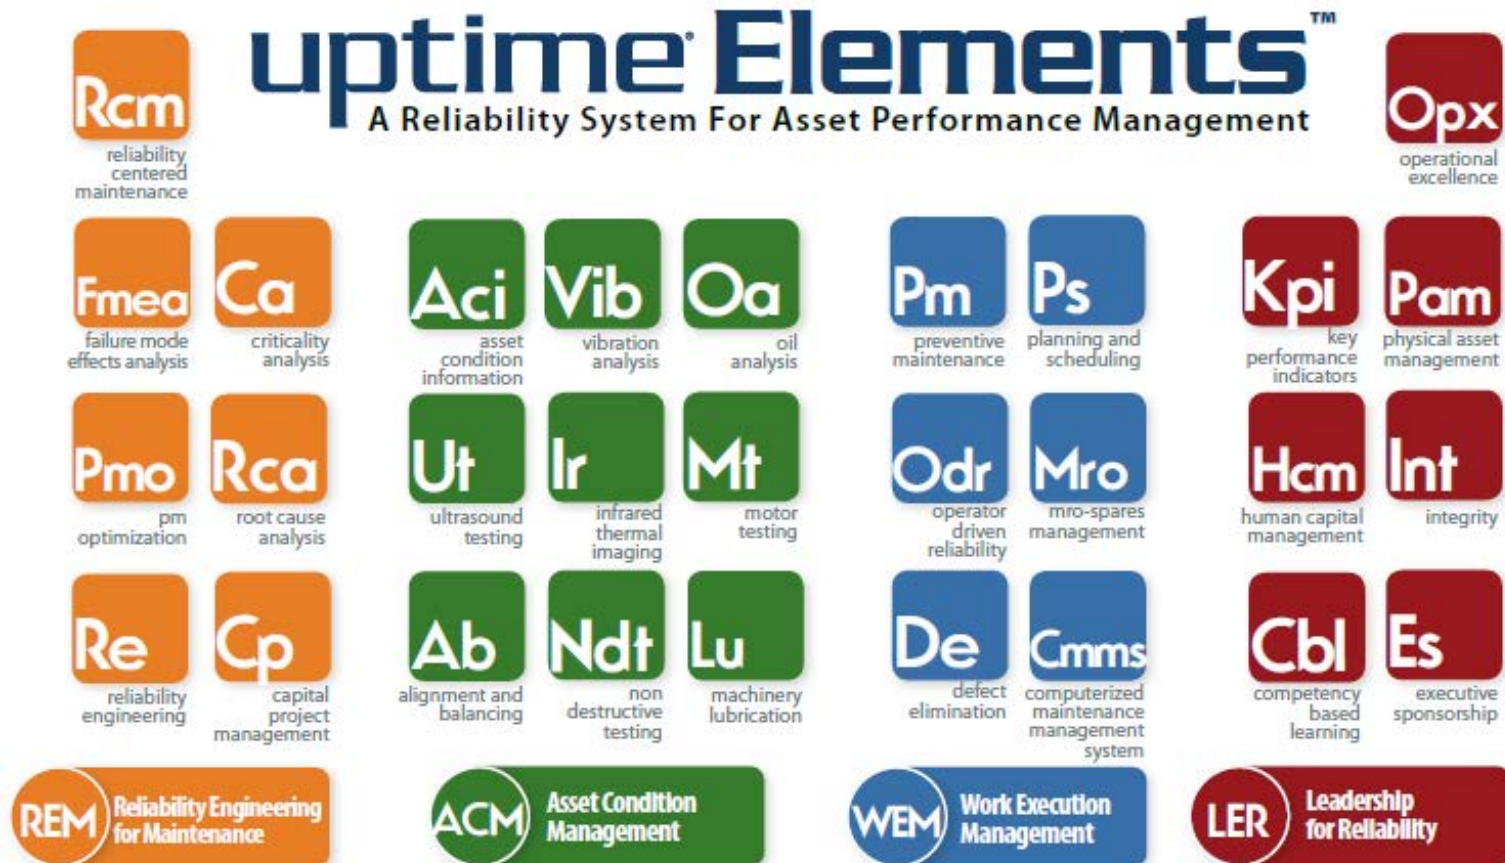 uptime® Elements™
A Reliability System For Asset Performance Management
Rcm
reliability
centered
maintenance
Opx
operational
excellence
Fmea
failure mode
effects analysis
Ca
criticality
analysis
Aci
asset
condition
information
Vib
vibration
analysis
Oa
oil
analysis
Pm
preventive
maintenance
Ps
planning and
scheduling
Kpi
key
performance
indicators
Pam
physical asset
management
Pmo
pm
optimization
Rca
root cause
analysis
Ut
ultrasound
testing
Ir
infrared
thermal
imaging
Mt
motor
testing
Odr
operator
driven
reliability
Mro
mro-spares
management
Hcm
human capital
management
Int
integrity
Re
reliability
engineering
Cp
capital
project
management
Ab
alignment and
balancing
Ndt
non
destructive
testing
Lu
machinery
lubrication
De
defect
elimination
Cmms
computerized
maintenance
management
system
Cbl
competency
based
learning
Es
executive
sponsorship
REM
Reliability Engineering
for Maintenance
ACM
Asset Condition
Management
WEM
Work Execution
Management
LER
Leadership
for Reliability